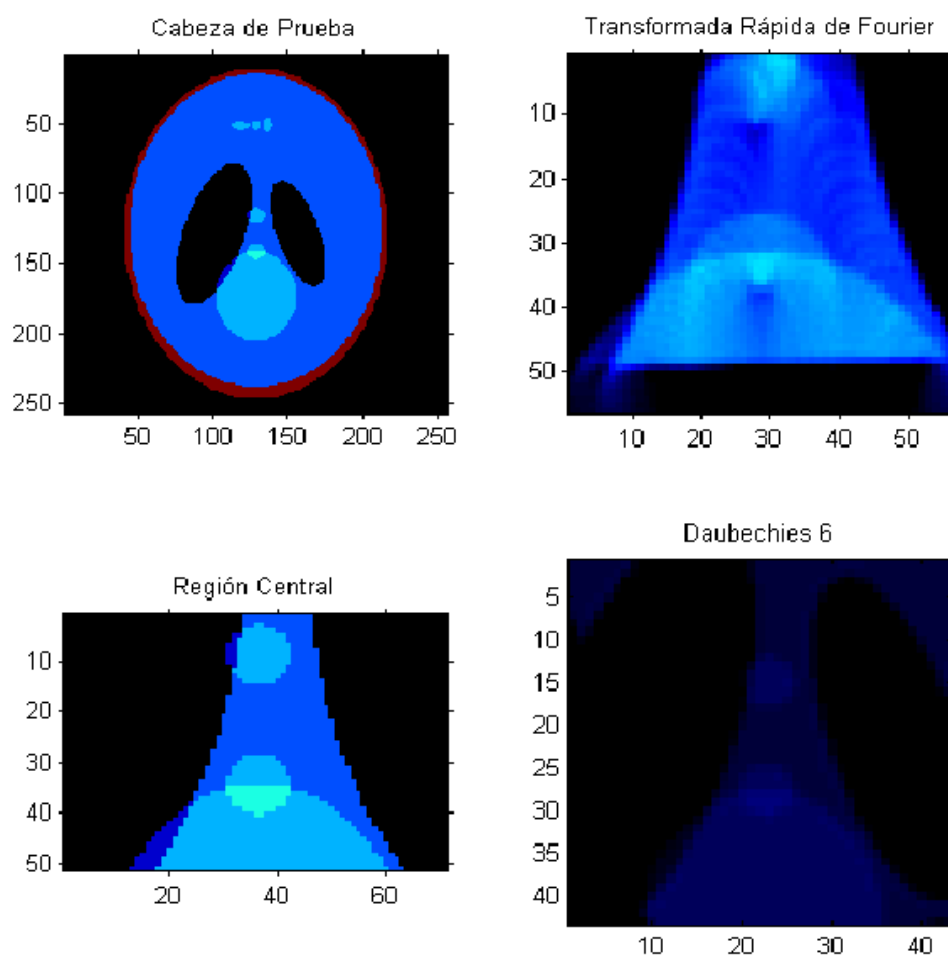 Cabeza de Prueba
50
100
150
200
250
50 100 150 200 250
Transformada Rápida de Fourier
10
20
30
40
50
10 20 30 40 50
Región Central
10
20
30
40
50
20 40 60
Daubechies 6
5
10
15
20
25
30
35
40
10 20 30 40